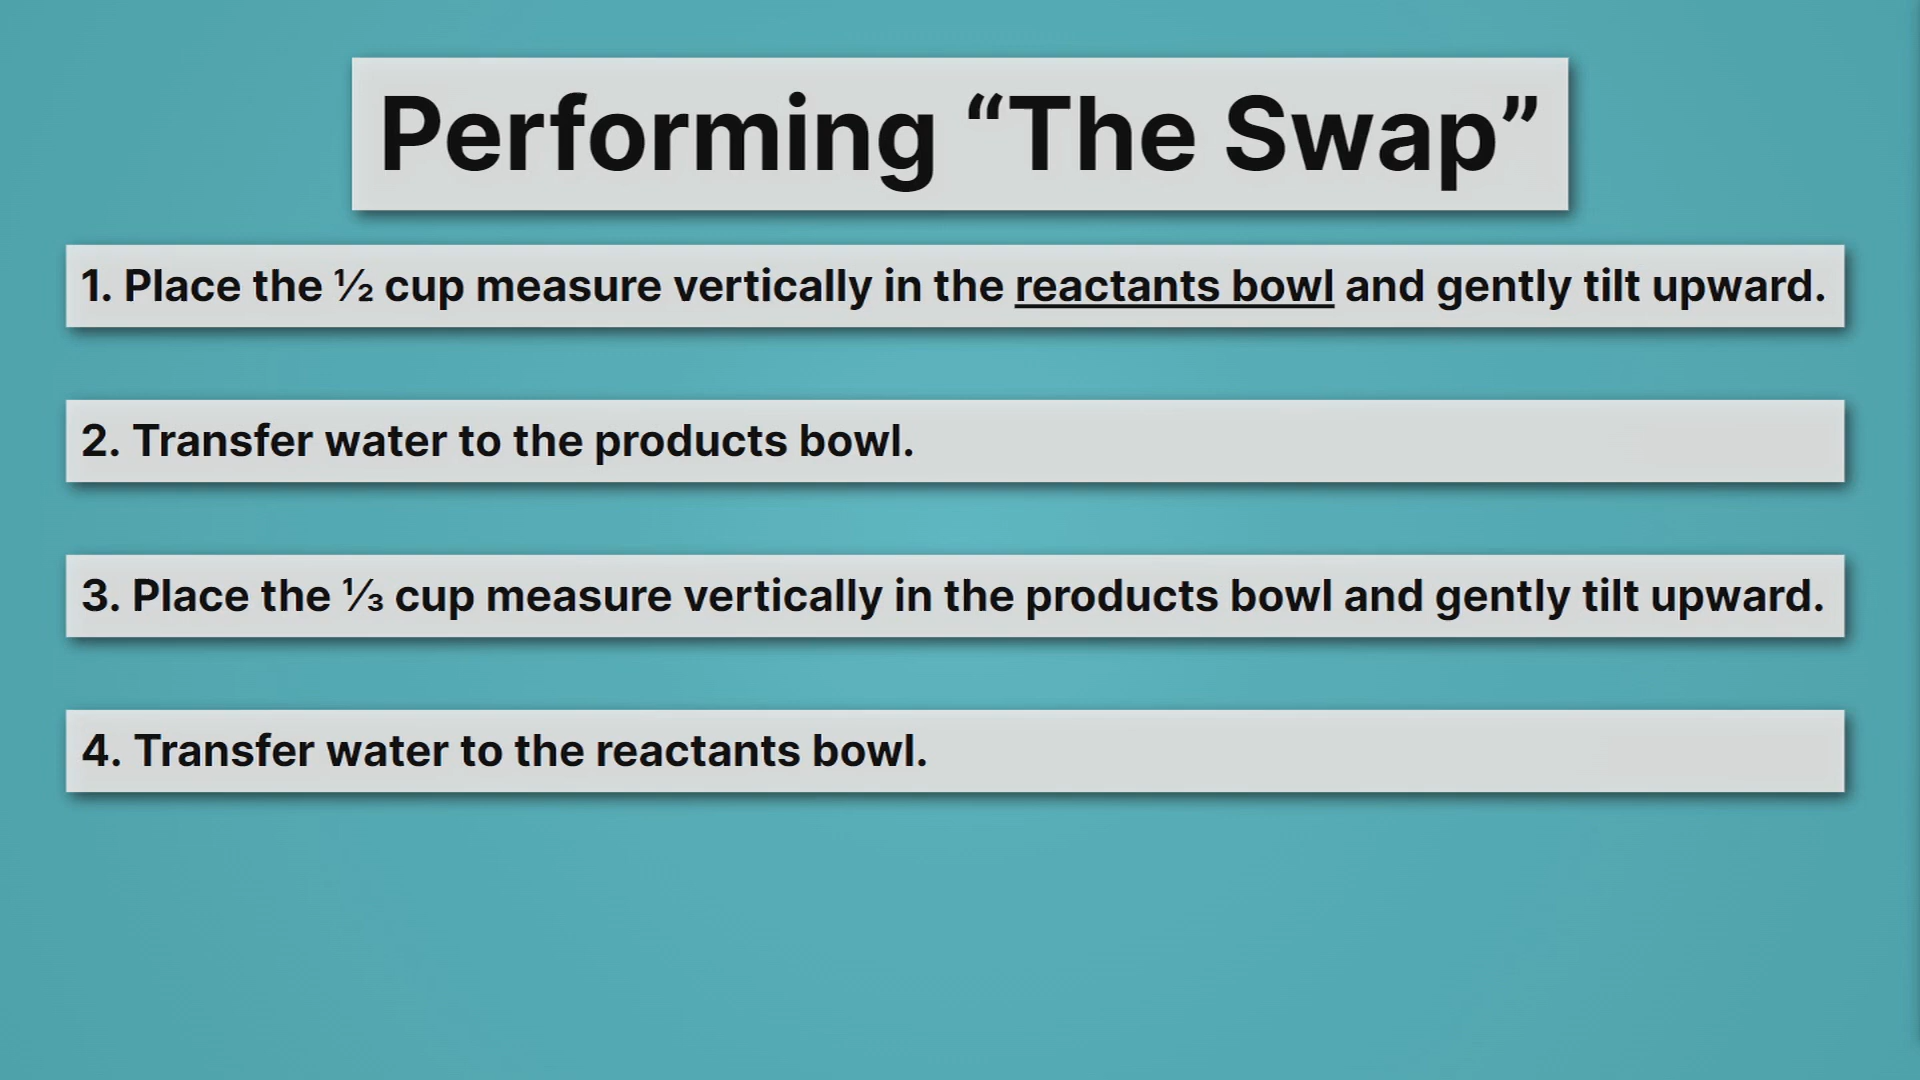 Performing “The Swap”
1. Place the ½ cup measure vertically in the reactants bowl and gently tilt upward.
2. Transfer water to the products bowl.
3. Place the ⅓ cup measure vertically in the products bowl and gently tilt upward.
4. Transfer water to the reactants bowl.